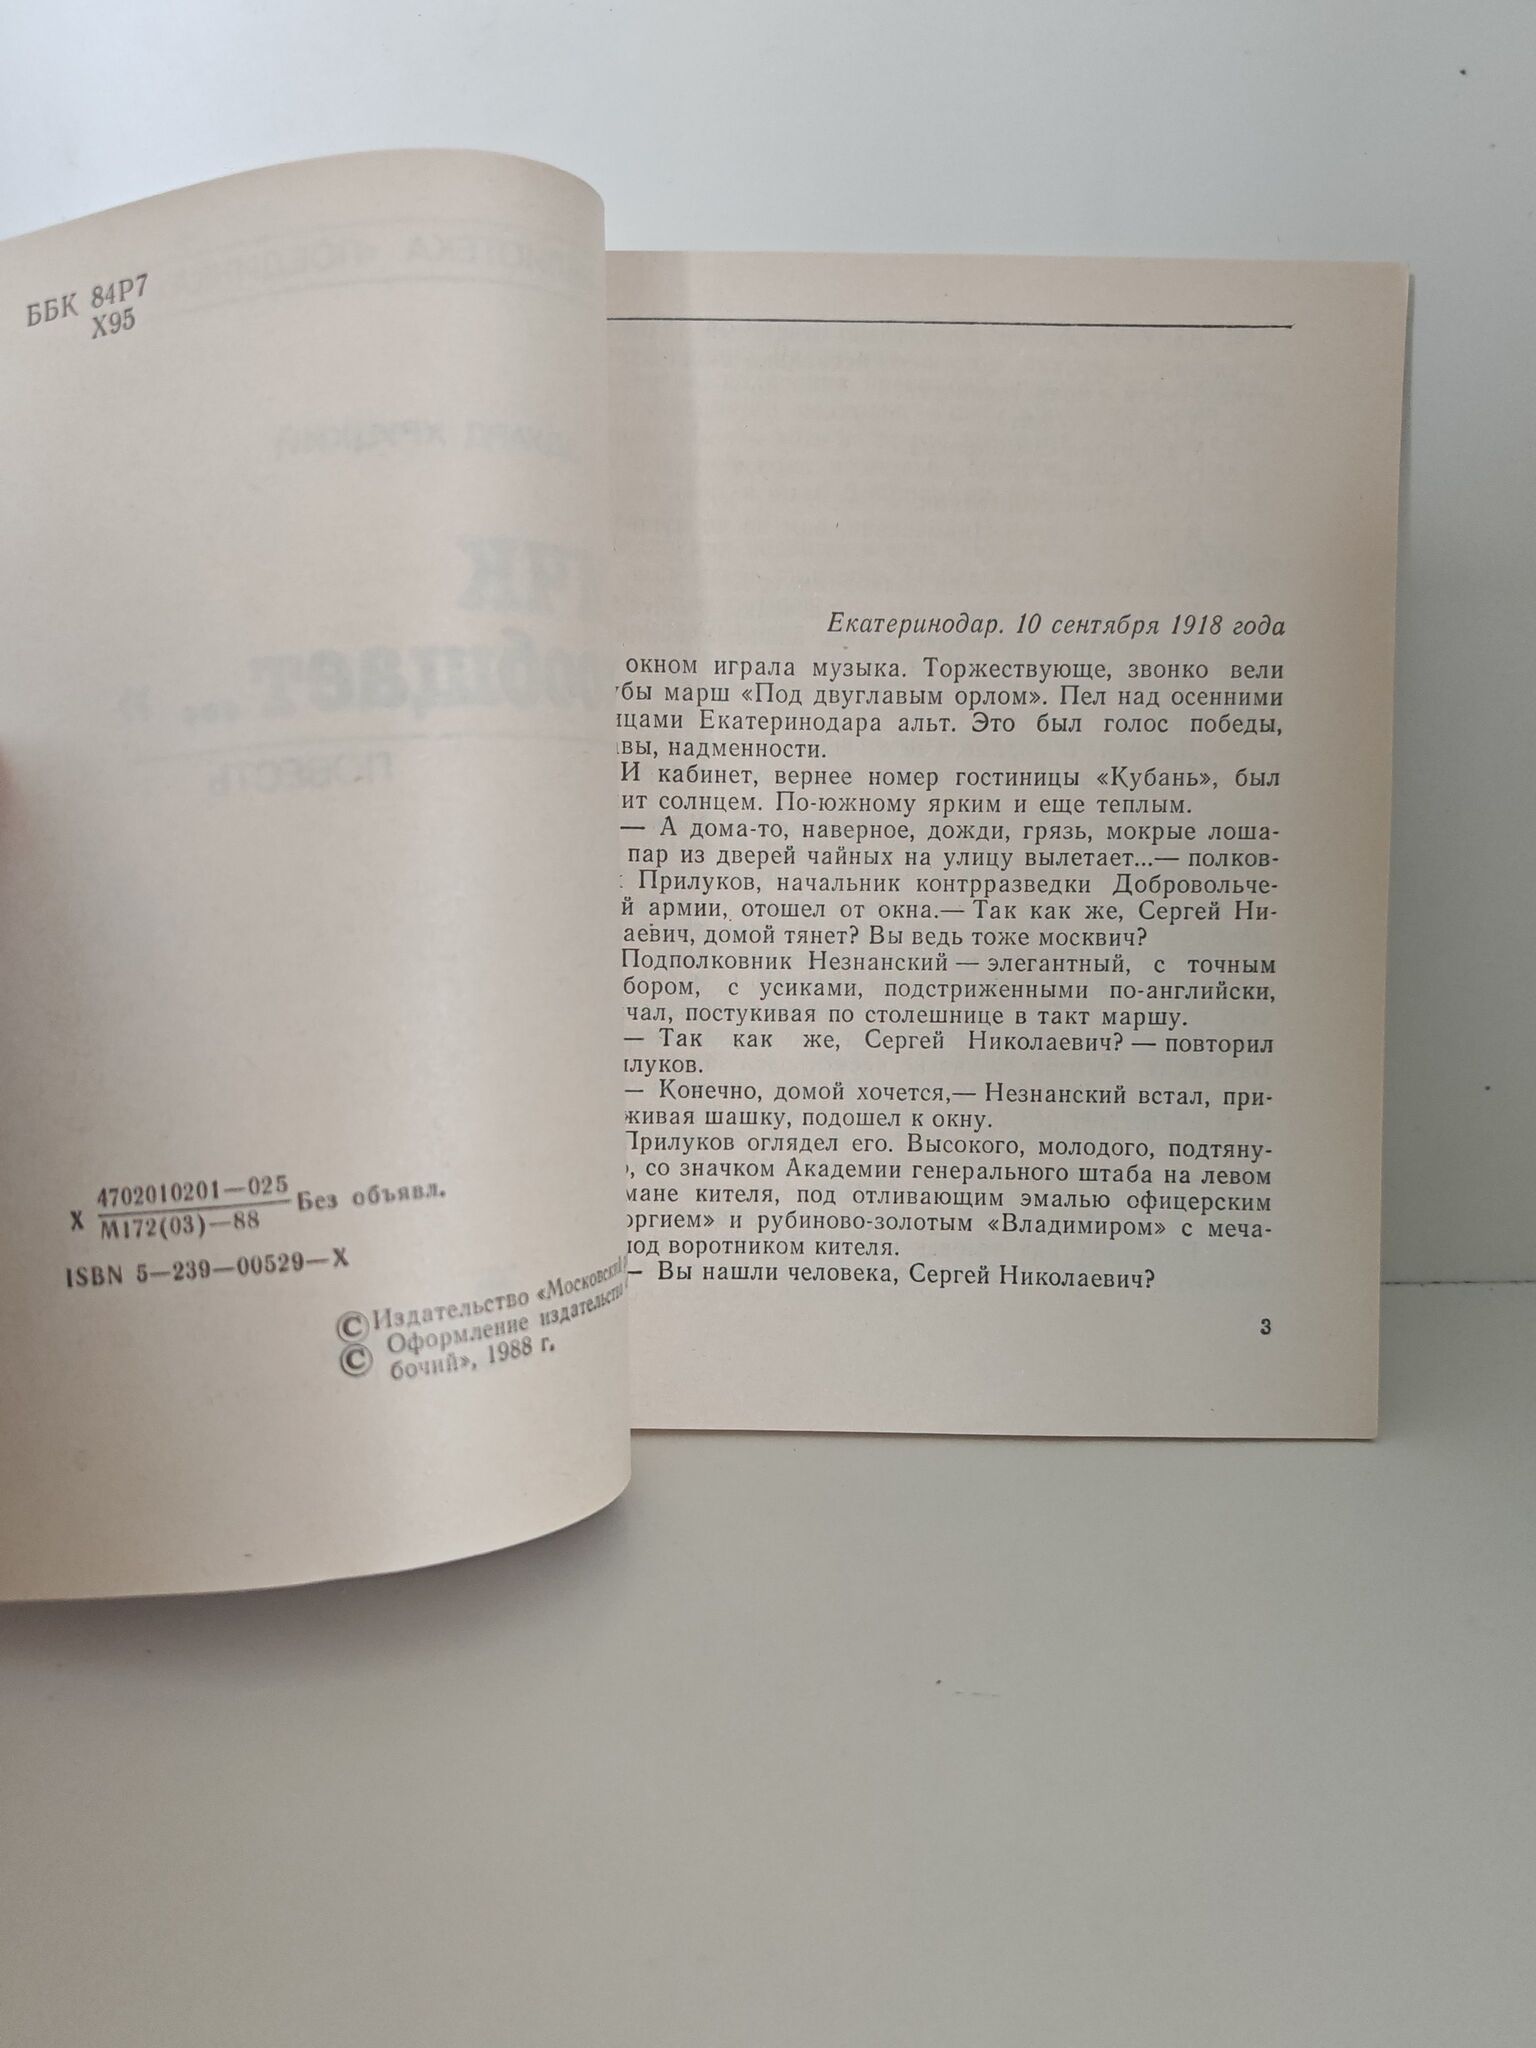 ББК 84Р7
Х95
Х 4702010201—025 Без объявл.
М172(03)—88
ISBN 5—239—00529—X
© Издательство «Московский
© Оформление издательств
бочий», 1988 г.
Екатеринодар. 10 сентября 1918 года
окном играла музыка. Торжествующе, звонко вели
бы марш «Под двуглавым орлом». Пел над осенними
ицами Екатеринодара альт. Это был голос победы,
вы, надменности.
И кабинет, вернее номер гостиницы «Кубань», был
ит солнцем. По-южному ярким и еще теплым.
— А дома-то, наверное, дожди, грязь, мокрые лоша-
пар из дверей чайных на улицу вылетает...— полков-
Прилуков, начальник контрразведки Добровольче-
й армии, отошел от окна.— Так как же, Сергей Ни-
аевич, домой тянет? Вы ведь тоже москвич?
Подполковник Незнанский — элегантный, с точным
бором, с усиками, подстриженными по-английски,
чал, постукивая по столешнице в такт маршу.
— Так как же, Сергей Николаевич? — повторил
луков.
— Конечно, домой хочется,— Незнанский встал, при-
живая шашку, подошел к окну.
Прилуков оглядел его. Высокого, молодого, подтяну-
, со значком Академии генерального штаба на левом
мане кителя, под отливающим эмалью офицерским
оргием» и рубиново-золотым «Владимиром» с меча-
под воротником кителя.
— Вы нашли человека, Сергей Николаевич?
3